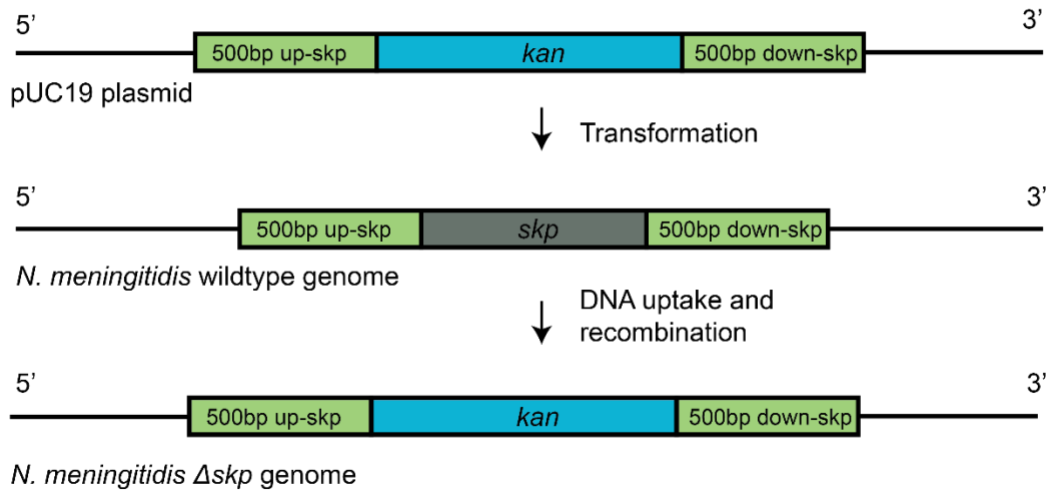 5’ 3’
500bp up-skp kan 500bp down-skp
pUC19 plasmid
Transformation
5’ 3’
500bp up-skp skp 500bp down-skp
N. meningitidis wildtype genome
DNA uptake and
recombination
5’ 3’
500bp up-skp kan 500bp down-skp
N. meningitidis Δskp genome